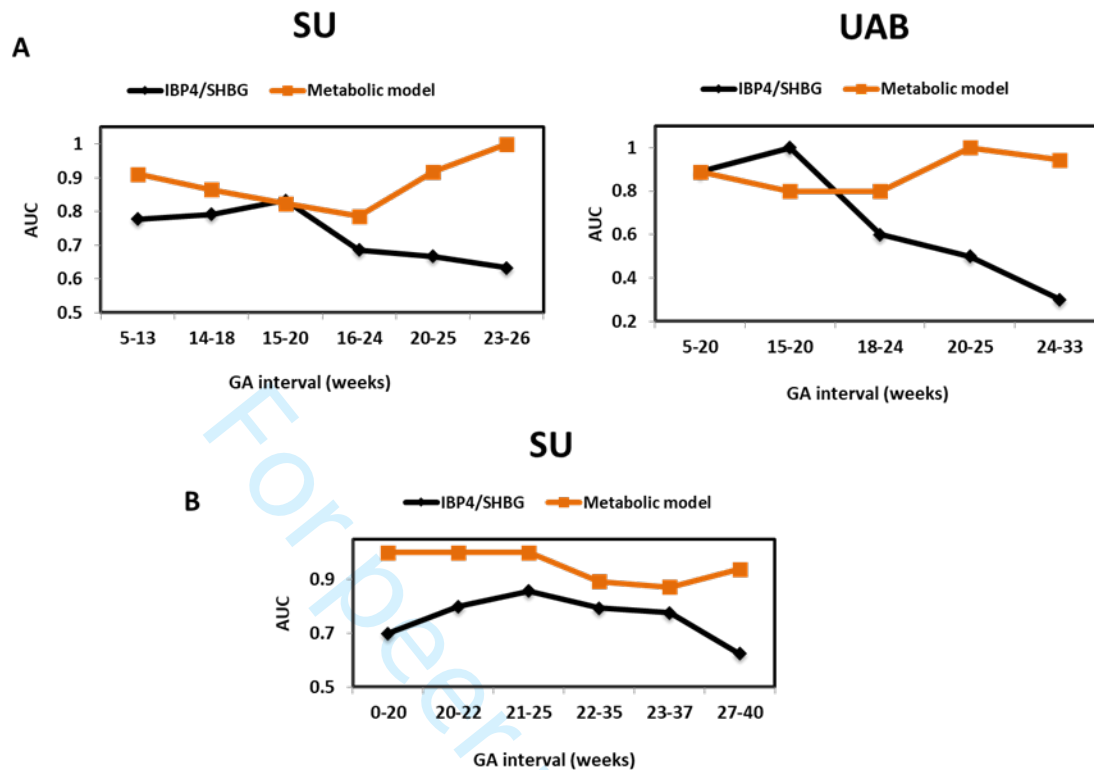 SU
UAB
A
IBP4/SHBG Metabolic model
IBP4/SHBG Metabolic model
1
0.9
0.8
0.7
0.6
0.5
AUC
5-13 14-18 15-20 16-24 20-25 23-26
GA interval (weeks)
1
0.8
0.6
0.4
0.2
AUC
5-20 15-20 18-24 20-25 24-33
GA interval (weeks)
SU
B
IBP4/SHBG Metabolic model
0.9
0.7
0.5
AUC
0-20 20-22 21-25 22-35 23-37 27-40
GA interval (weeks)
For peer